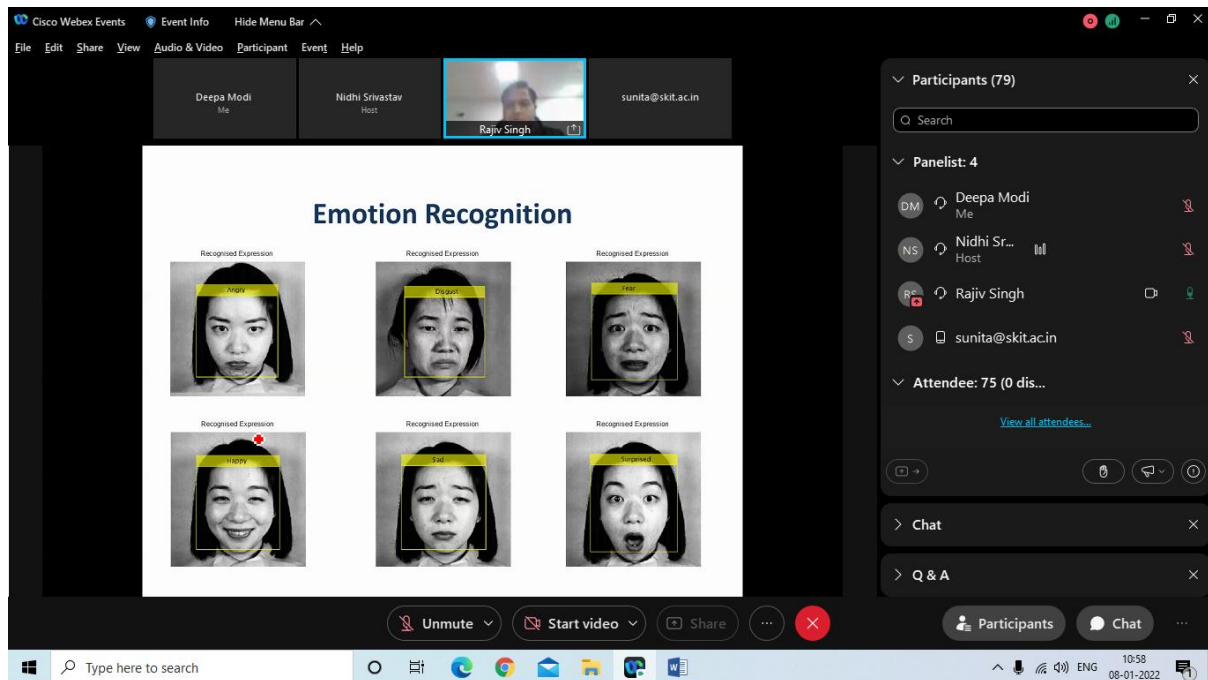 Cisco Webex Events Event Info Hide Menu Bar
File Edit Share View Audio & Video Participant Event Help
Deepa Modi
Me
Nidhi Srivastav
Host
Rajiv Singh
sunita@skit.ac.in
Emotion Recognition
Recognised Expression Recognised Expression Recognised Expression
Angry Disgust Fear
Recognised Expression Recognised Expression Recognised Expression
Happy Sad Surprised
Participants (79)
Search
Panelist: 4
DM Deepa Modi
Me
NS Nidhi Sr...
Host
RS Rajiv Singh
S sunita@skit.ac.in
Attendee: 75 (0 dis...
View all attendees...
Chat
Q & A
Unmute Start video Share Participants Chat
Type here to search
ENG
10:58
08-01-2022
1